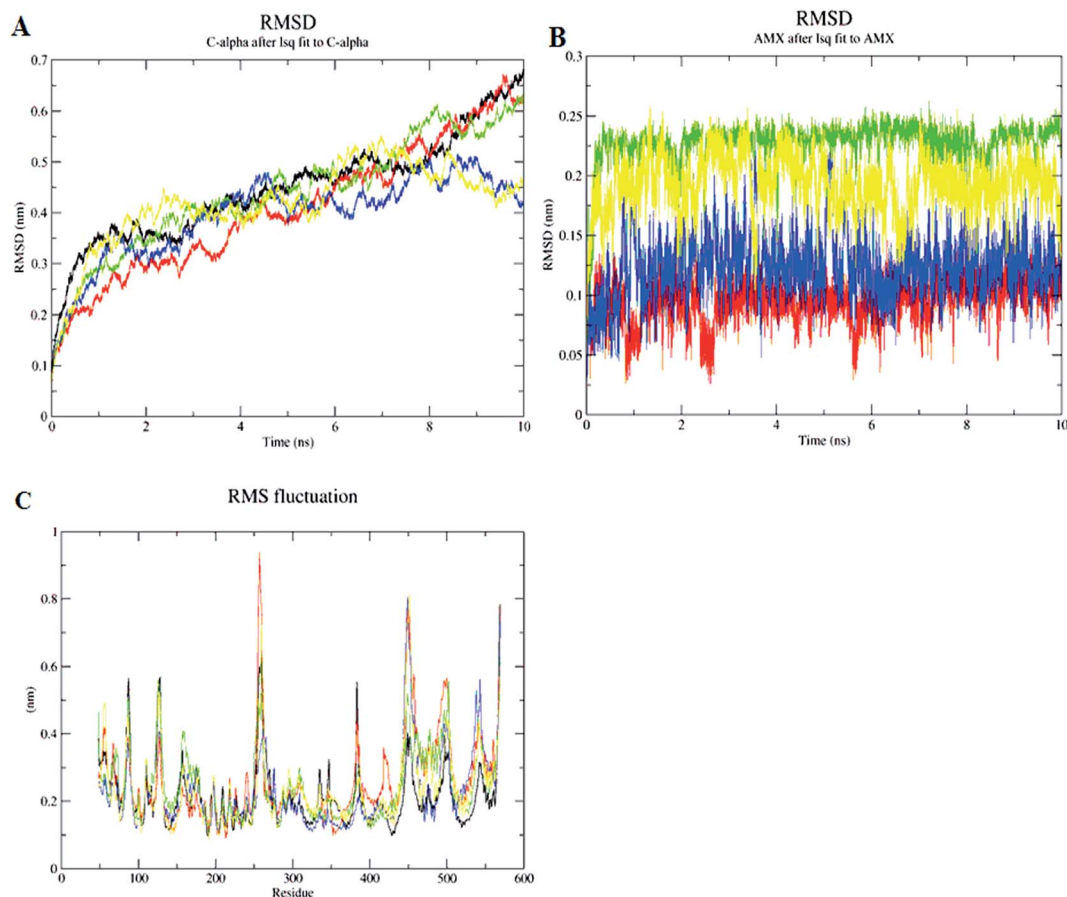 A
RMSD
C-alpha after lsq fit to C-alpha
RMSD (nm)
0.7
0.6
0.5
0.4
0.3
0.2
0.1
0
0 2 4 6 8 10
Time (ns)
B
RMSD
AMX after lsq fit to AMX
RMSD (nm)
0.3
0.25
0.2
0.15
0.1
0.05
0
0 2 4 6 8 10
Time (ns)
C
RMS fluctuation
(nm)
1
0.8
0.6
0.4
0.2
0
0 100 200 300 400 500 600
Residue